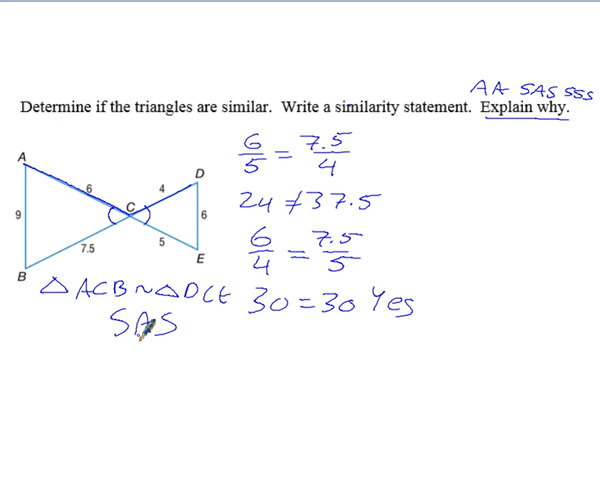 AA SAS SSS
Determine if the triangles are similar. Write a similarity statement. Explain why.
6/5 = 7.5/4
24 ≠ 37.5
6/4 = 7.5/5
30 = 30 Yes
A
6
4
D
C
9
6
7.5
5
B
E
△ ACB ~ △ DCE
SAS